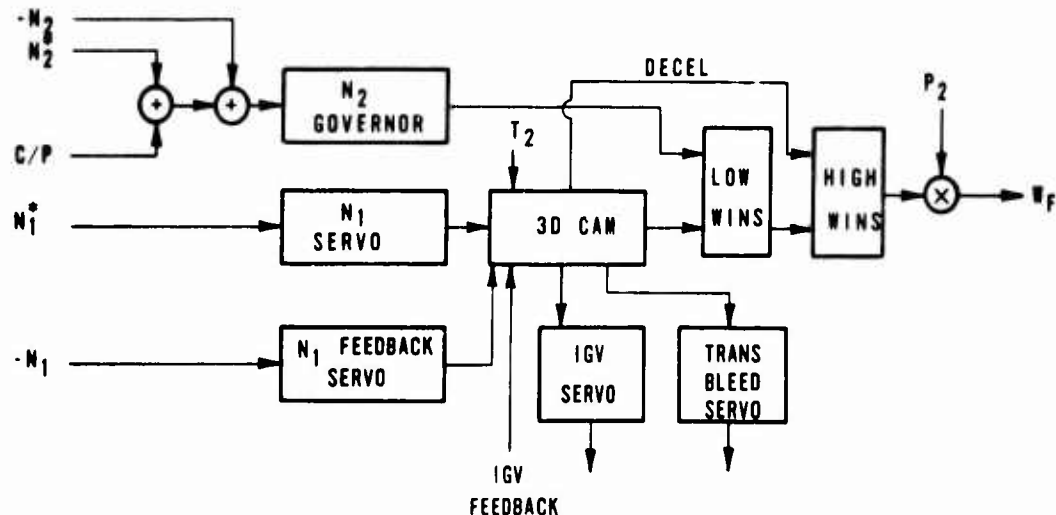 -N2
N2*
C/P
N1*
-N1
+
+
N2
GOVERNOR
N1
SERVO
N1 FEEDBACK
SERVO
T2
3D CAM
DECEL
LOW
WINS
HIGH
WINS
P2
×
WF
IGV
SERVO
TRANS
BLEED
SERVO
IGV
FEEDBACK